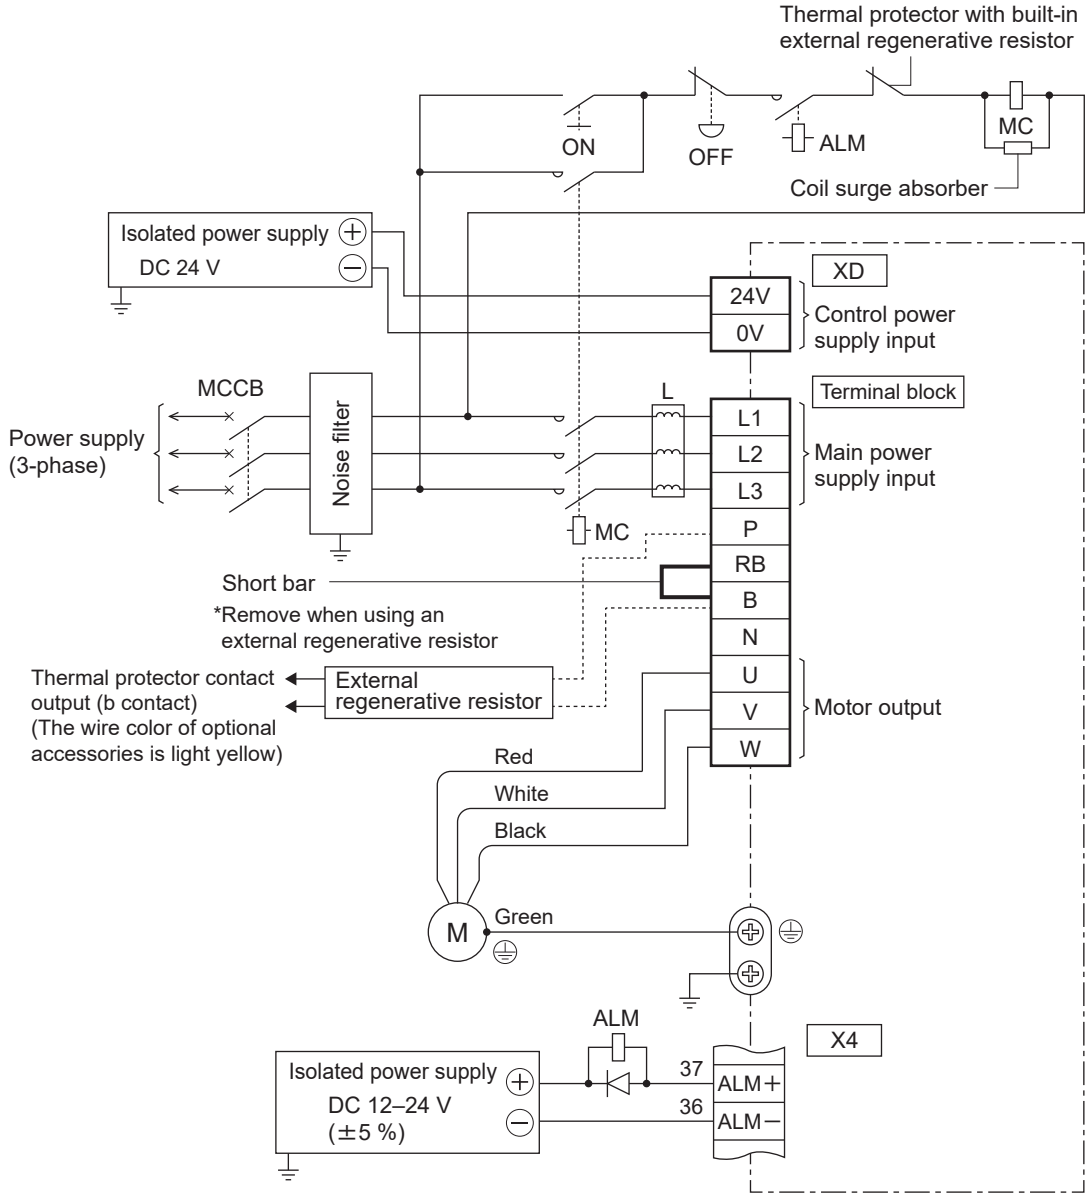 Thermal protector with built-in
external regenerative resistor
ON
OFF
ALM
MC
Coil surge absorber
Isolated power supply +
DC 24 V −
XD
24V
0V
Control power
supply input
MCCB
Noise filter
L
Terminal block
Power supply
(3-phase)
L1
L2
L3
Main power
supply input
MC
P
RB
B
N
U
V
W
Short bar
*Remove when using an
external regenerative resistor
Thermal protector contact
output (b contact)
(The wire color of optional
accessories is light yellow)
External
regenerative resistor
Motor output
Red
White
Black
M
Green
ALM
X4
Isolated power supply +
DC 12–24 V −
(±5 %)
37
ALM+
36
ALM−